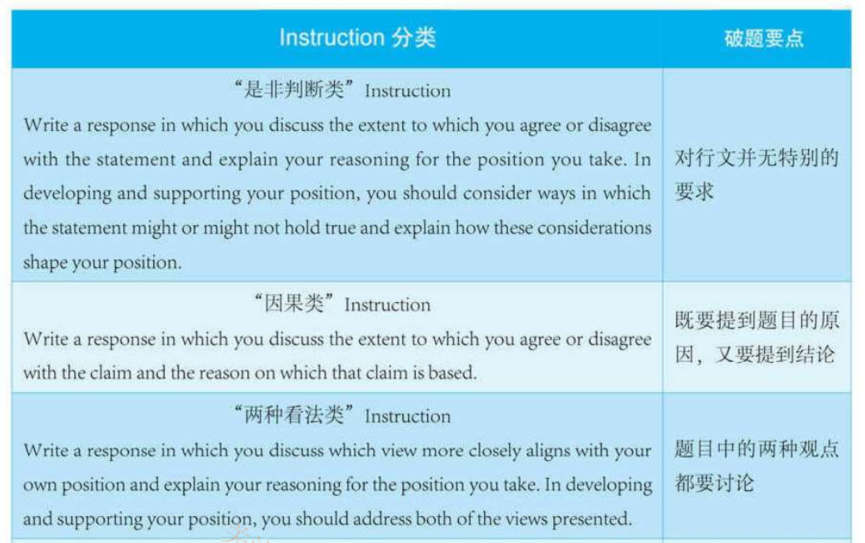 Instruction 分类
破题要点
“是非判断类” Instruction
Write a response in which you discuss the extent to which you agree or disagree
with the statement and explain your reasoning for the position you take. In
developing and supporting your position, you should consider ways in which
the statement might or might not hold true and explain how these considerations
shape your position.
对行文并无特别的
要求
“因果类” Instruction
Write a response in which you discuss the extent to which you agree or disagree
with the claim and the reason on which that claim is based.
既要提到题目的原
因，又要提到结论
“两种看法类” Instruction
Write a response in which you discuss which view more closely aligns with your
own position and explain your reasoning for the position you take. In developing
and supporting your position, you should address both of the views presented.
题目中的两种观点
都要讨论